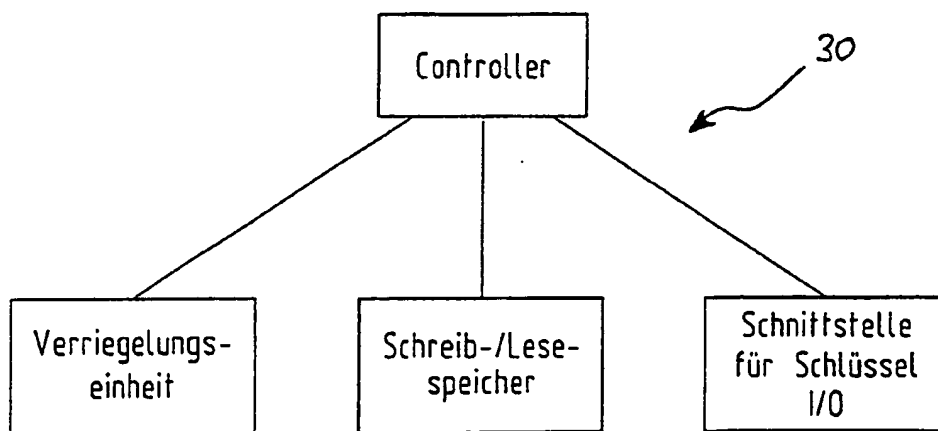 Controller
30
Verriegelungs-
einheit
Schreib-/Lese-
speicher
Schnittstelle
für Schlüssel
I/O